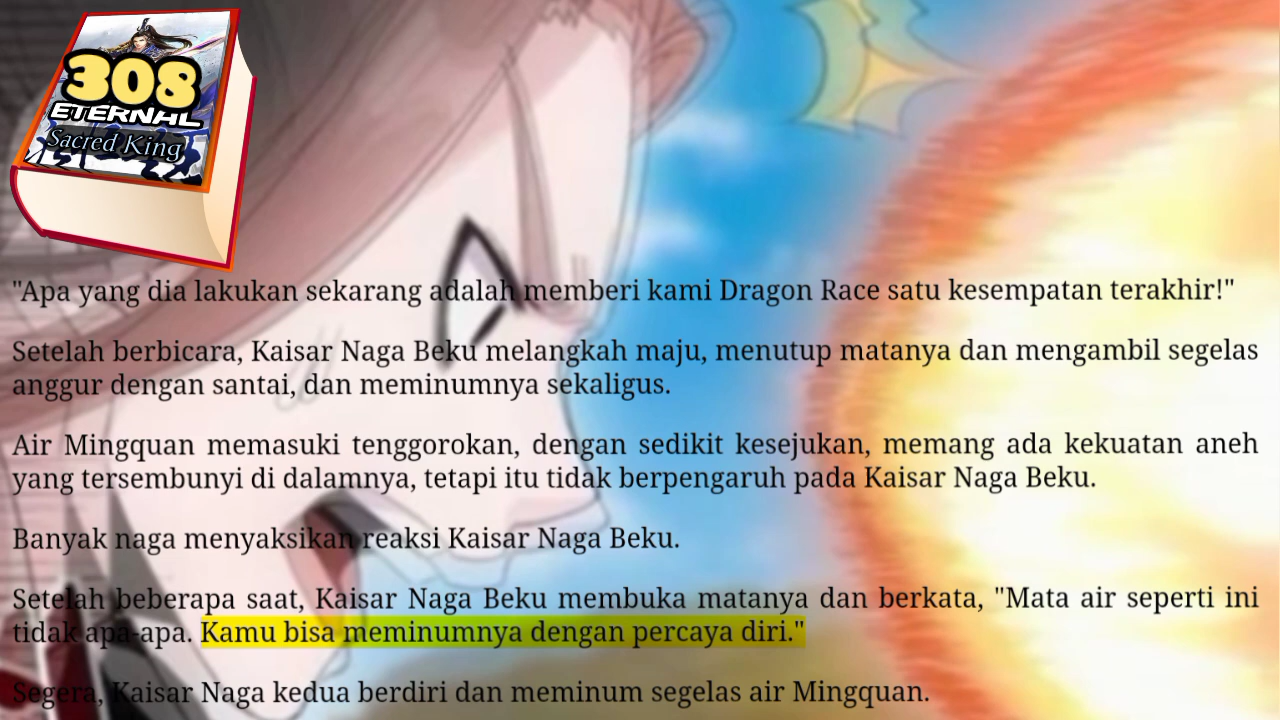 308
ETERNAL
Sacred King
"Apa yang dia lakukan sekarang adalah memberi kami Dragon Race satu kesempatan terakhir!"
Setelah berbicara, Kaisar Naga Beku melangkah maju, menutup matanya dan mengambil segelas
anggur dengan santai, dan meminumnya sekaligus.
Air Mingquan memasuki tenggorokan, dengan sedikit kesejukan, memang ada kekuatan aneh
yang tersembunyi di dalamnya, tetapi itu tidak berpengaruh pada Kaisar Naga Beku.
Banyak naga menyaksikan reaksi Kaisar Naga Beku.
Setelah beberapa saat, Kaisar Naga Beku membuka matanya dan berkata, "Mata air seperti ini
tidak apa-apa. Kamu bisa meminumnya dengan percaya diri."
Segera, Kaisar Naga kedua berdiri dan meminum segelas air Mingquan.